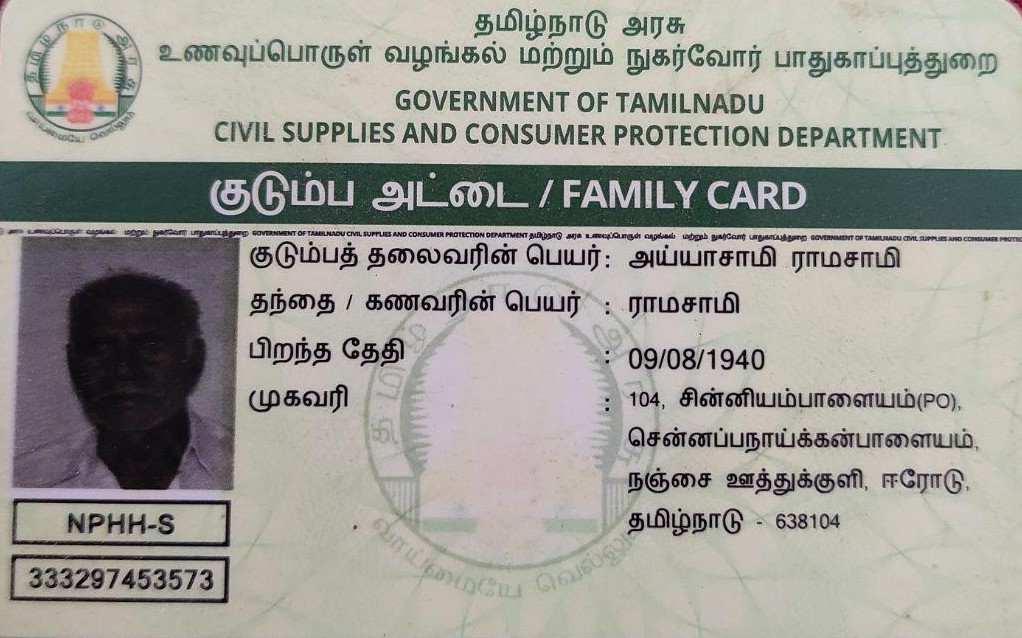 தமிழ்நாடு அரசு
உணவுப்பொருள் வழங்கல் மற்றும் நுகர்வோர் பாதுகாப்புத்துறை
GOVERNMENT OF TAMILNADU
CIVIL SUPPLIES AND CONSUMER PROTECTION DEPARTMENT
குடும்ப அட்டை / FAMILY CARD
அரசு உணவுப்பொருள் வழங்கல் மற்றும் நுகர்வோர் பாதுகாப்புத்துறை GOVERNMENT OF TAMILNADU CIVIL SUPPLIES AND CONSUMER PROTECTION DEPARTMENT தமிழ்நாடு அரசு உணவுப்பொருள் வழங்கல் மற்றும் நுகர்வோர் பாதுகாப்புத்துறை GOVERNMENT OF TAMILNADU CIVIL SUPPLIES AND CONSUMER
குடும்பத் தலைவரின் பெயர் : அய்யாசாமி ராமசாமி
தந்தை / கணவரின் பெயர் : ராமசாமி
பிறந்த தேதி : 09/08/1940
முகவரி : 104, சின்னியம்பாளையம்(PO),
சென்னப்பநாய்க்கன்பாளையம்,
நஞ்சை ஊத்துக்குளி, ஈரோடு,
தமிழ்நாடு - 638104
NPHH-S
333297453573
தமிழ்நாடு அரசு
வாய்மையே வெல்லும்